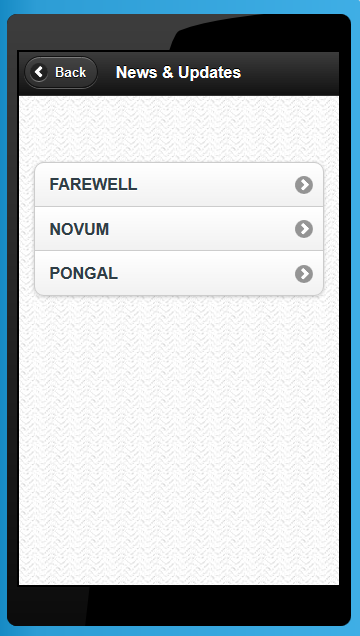 Back
News & Updates
FAREWELL
NOVUM
PONGAL